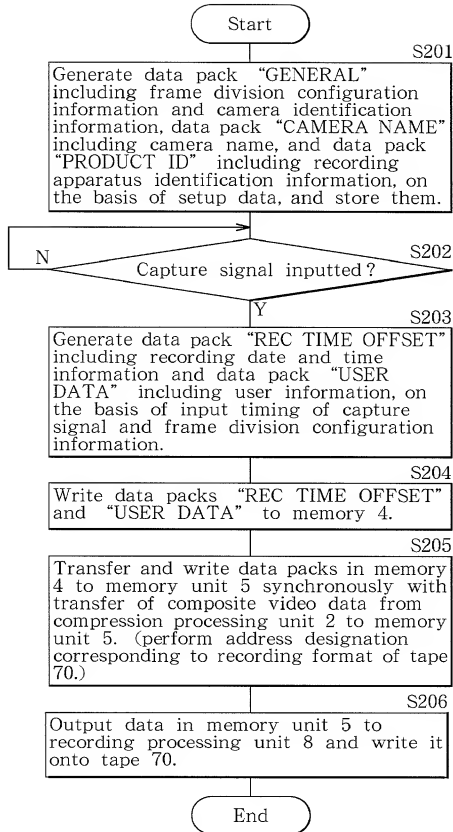 Start
S201
Generate data pack “GENERAL”
including frame division configuration
information and camera identification
information, data pack “CAMERA NAME”
including camera name, and data pack
“PRODUCT ID” including recording
apparatus identification information, on
the basis of setup data, and store them.
S202
N
Capture signal inputted ?
Y
S203
Generate data pack “REC TIME OFFSET”
including recording date and time
information and data pack “USER
DATA” including user information, on
the basis of input timing of capture
signal and frame division configuration
information.
S204
Write data packs “REC TIME OFFSET”
and “USER DATA” to memory 4.
S205
Transfer and write data packs in memory
4 to memory unit 5 synchronously with
transfer of composite video data from
compression processing unit 2 to memory
unit 5. (perform address designation
corresponding to recording format of tape
70.)
S206
Output data in memory unit 5 to
recording processing unit 8 and write it
onto tape 70.
End